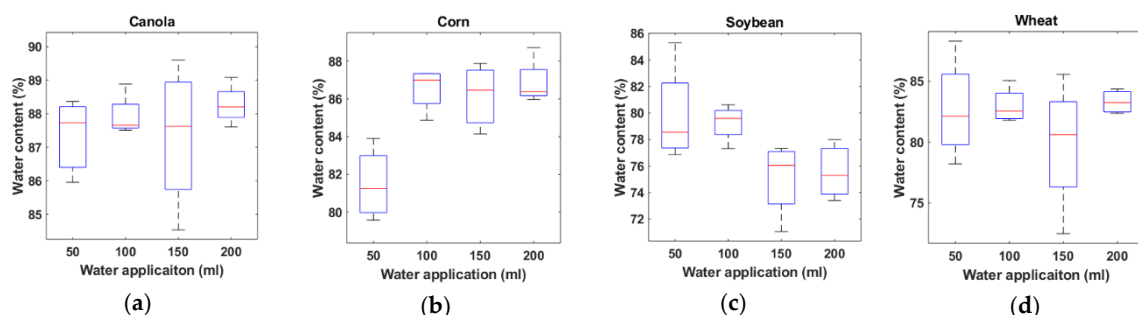 Canola
Water content (%)
90
89
88
87
86
85
50 100 150 200
Water applicaiton (ml)
(a)
Corn
Water content (%)
88
86
84
82
80
50 100 150 200
Water applicaiton (ml)
(b)
Soybean
Water content (%)
86
84
82
80
78
76
74
72
50 100 150 200
Water applicaiton (ml)
(c)
Wheat
Water content (%)
85
80
75
50 100 150 200
Water applicaiton (ml)
(d)